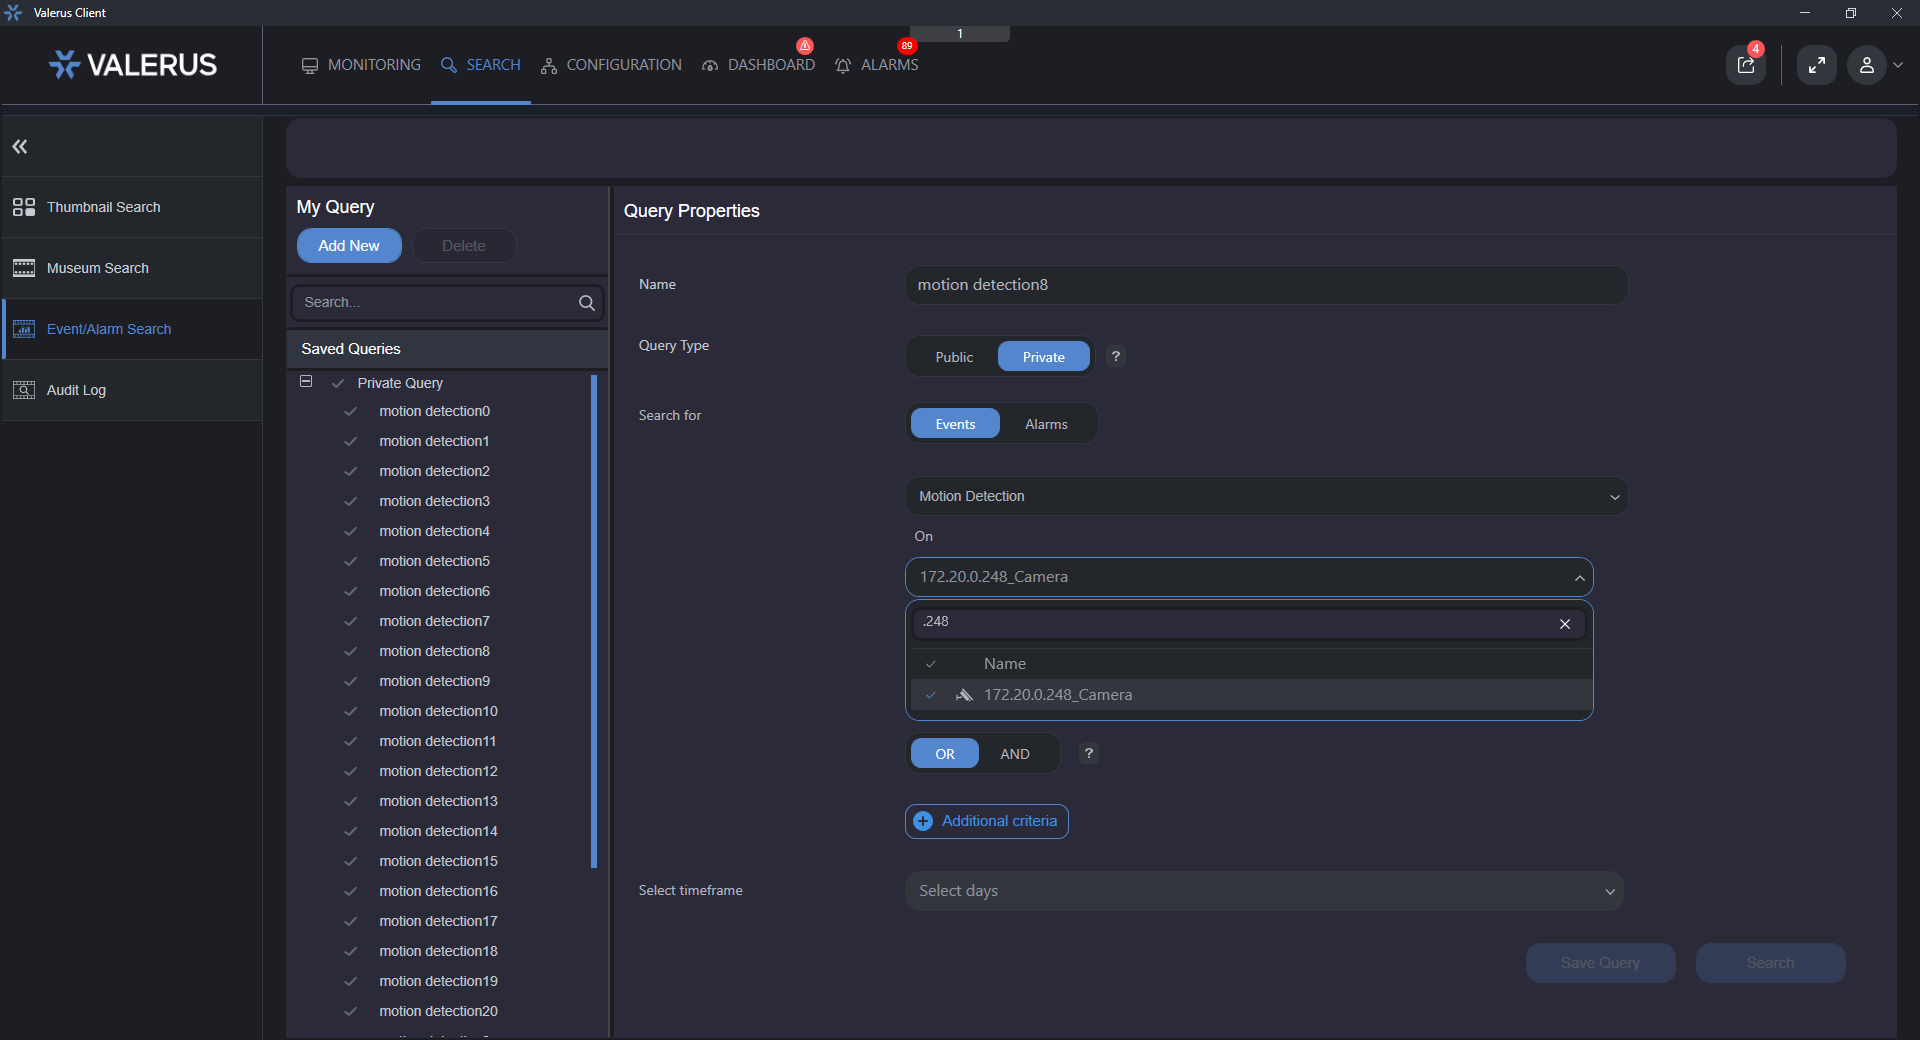 Valerus Client
1
VALERUS
MONITORING
SEARCH
CONFIGURATION
DASHBOARD
89
ALARMS
4
Thumbnail Search
Museum Search
Event/Alarm Search
Audit Log
My Query
Add New
Delete
Search...
Saved Queries
Private Query
motion detection0
motion detection1
motion detection2
motion detection3
motion detection4
motion detection5
motion detection6
motion detection7
motion detection8
motion detection9
motion detection10
motion detection11
motion detection12
motion detection13
motion detection14
motion detection15
motion detection16
motion detection17
motion detection18
motion detection19
motion detection20
Query Properties
Name
motion detection8
Query Type
Public
Private
?
Search for
Events
Alarms
Motion Detection
On
172.20.0.248_Camera
.248
Name
172.20.0.248_Camera
OR
AND
?
Additional criteria
Select timeframe
Select days
Save Query
Search